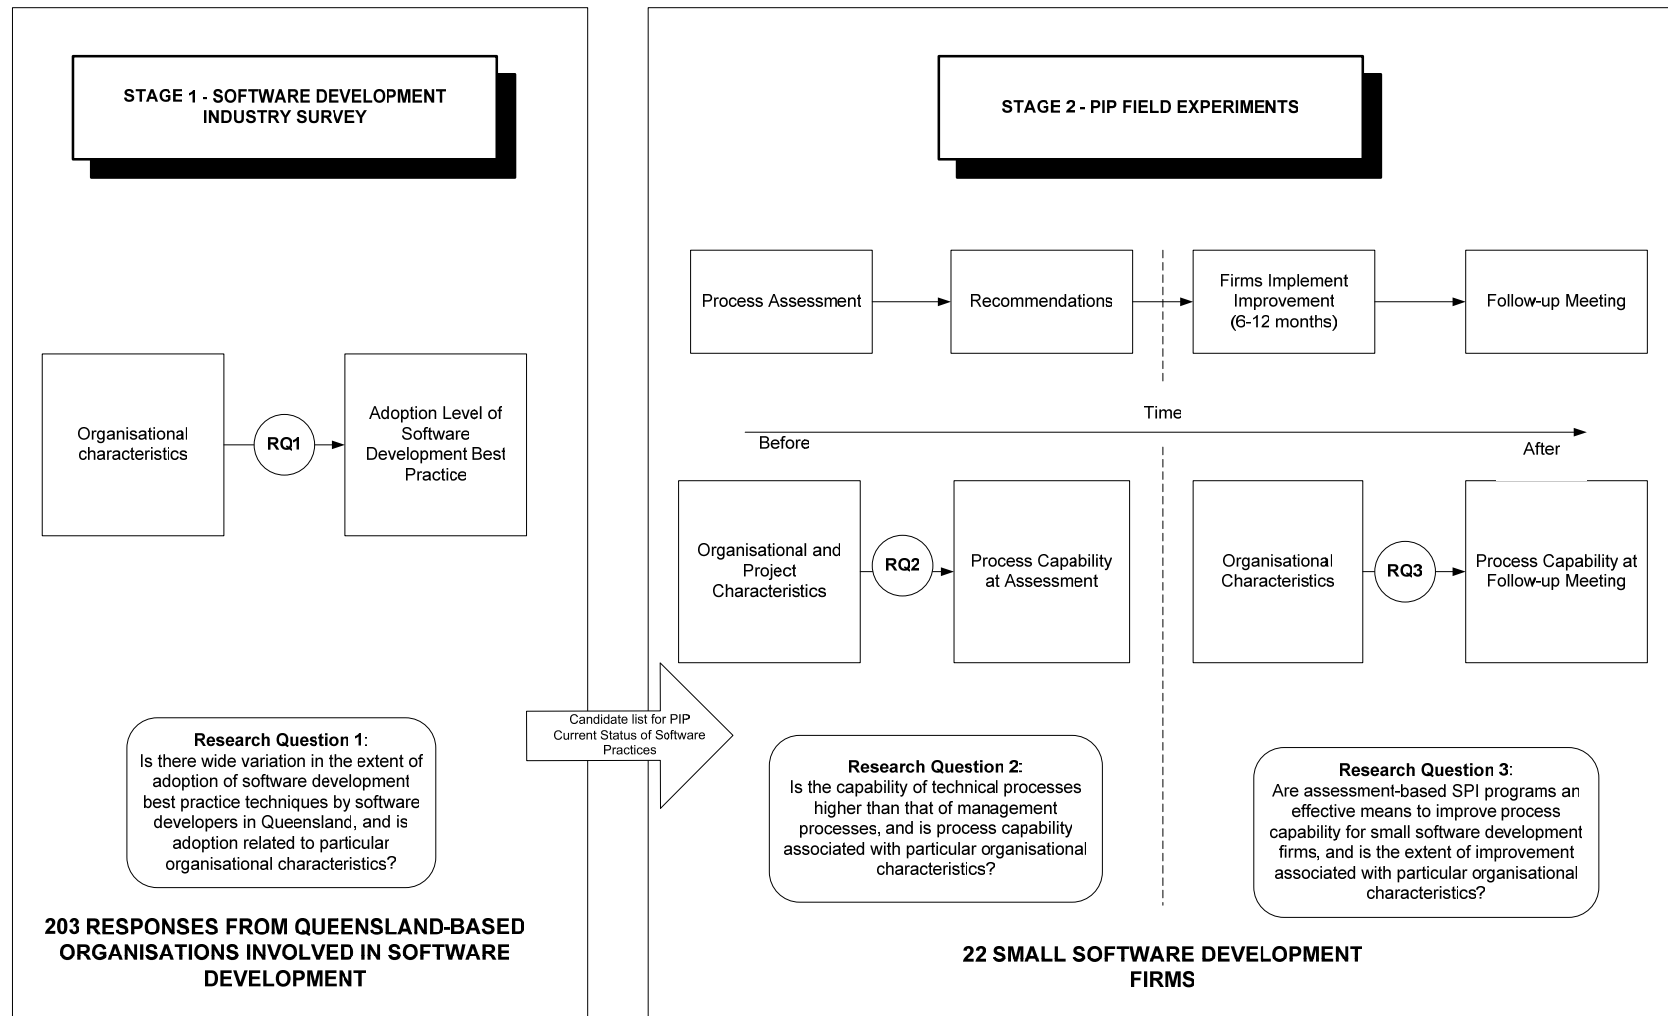 STAGE 1 - SOFTWARE DEVELOPMENT
INDUSTRY SURVEY
Organisational
characteristics
RQ1
Adoption Level of
Software
Development Best
Practice
Research Question 1:
Is there wide variation in the extent of
adoption of software development
best practice techniques by software
developers in Queensland, and is
adoption related to particular
organisational characteristics?
203 RESPONSES FROM QUEENSLAND-BASED
ORGANISATIONS INVOLVED IN SOFTWARE
DEVELOPMENT
Candidate list for PIP
Current Status of Software
Practices
STAGE 2 - PIP FIELD EXPERIMENTS
Process Assessment
Recommendations
Firms Implement
Improvement
(6-12 months)
Follow-up Meeting
Time
Before
After
Organisational and
Project
Characteristics
RQ2
Process Capability
at Assessment
Organisational
Characteristics
RQ3
Process Capability at
Follow-up Meeting
Research Question 2:
Is the capability of technical processes
higher than that of management
processes, and is process capability
associated with particular organisational
characteristics?
Research Question 3:
Are assessment-based SPI programs an
effective means to improve process
capability for small software development
firms, and is the extent of improvement
associated with particular organisational
characteristics?
22 SMALL SOFTWARE DEVELOPMENT
FIRMS